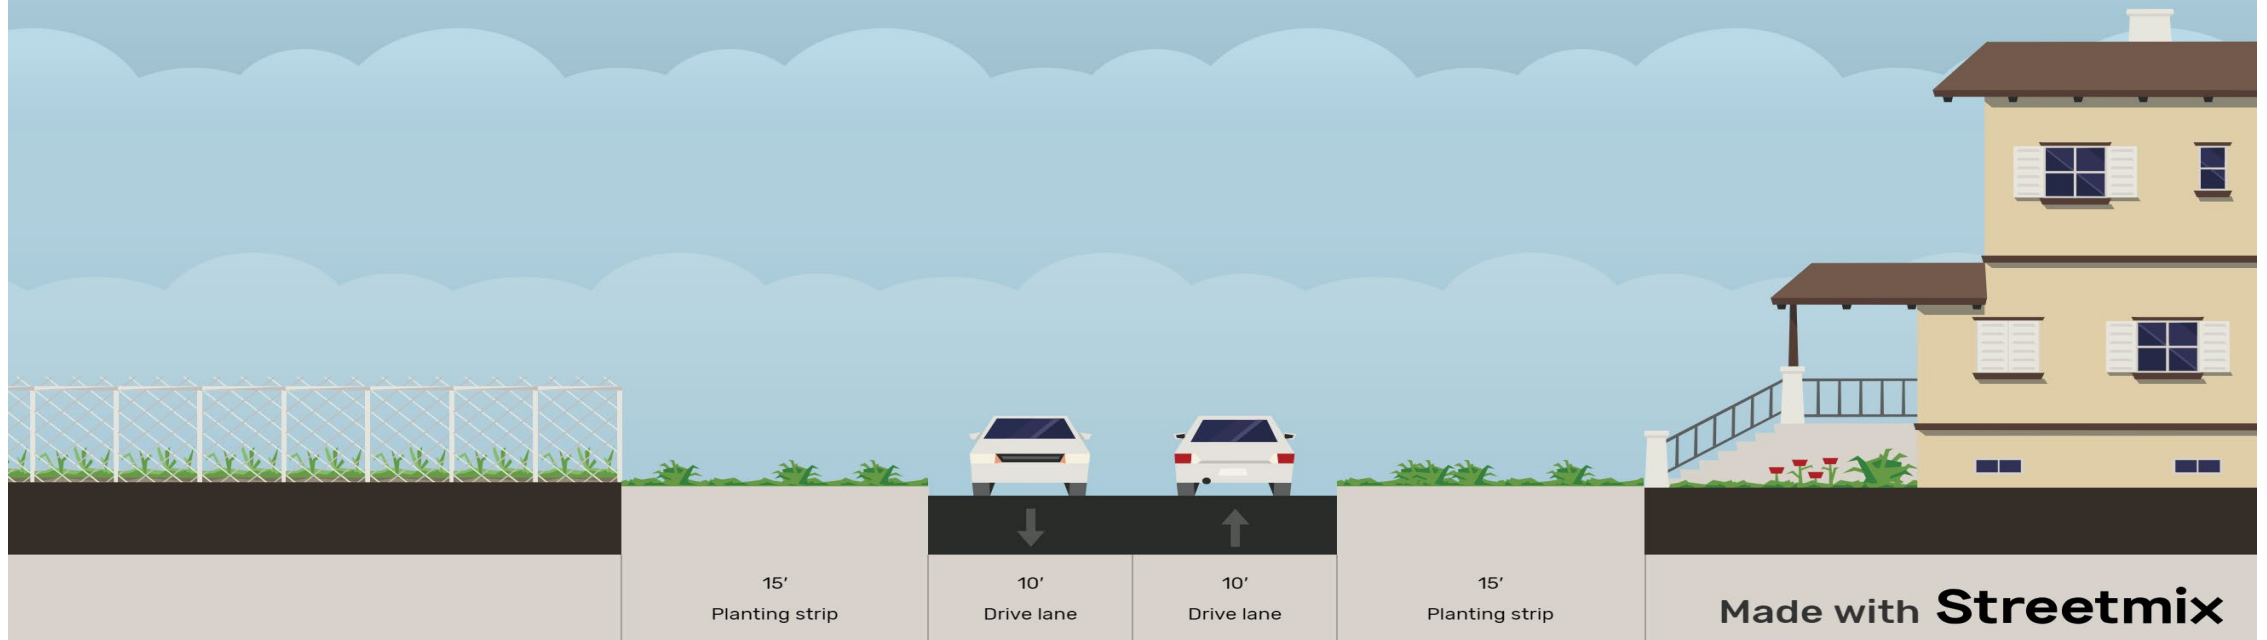 15′
Planting strip
10′
Drive lane
10′
Drive lane
15′
Planting strip
Made with Streetmix